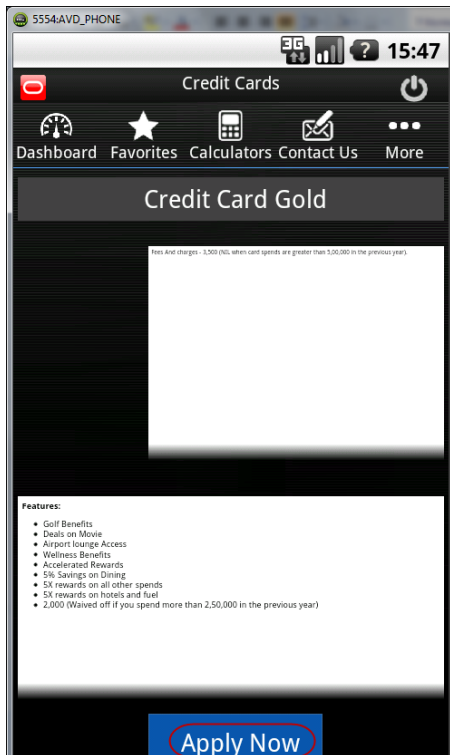 5554:AVD_PHONE
3G ? 15:47
Credit Cards
Dashboard Favorites Calculators Contact Us More
Credit Card Gold
Fees And charges - 3,500 (NIL when card spends are greater than 5,00,000 in the previous year).
Features:
• Golf Benefits
• Deals on Movie
• Airport lounge Access
• Wellness Benefits
• Accelerated Rewards
• 5% Savings on Dining
• 5X rewards on all other spends
• 5X rewards on hotels and fuel
• 2,000 (Waived off if you spend more than 2,50,000 in the previous year)
Apply Now